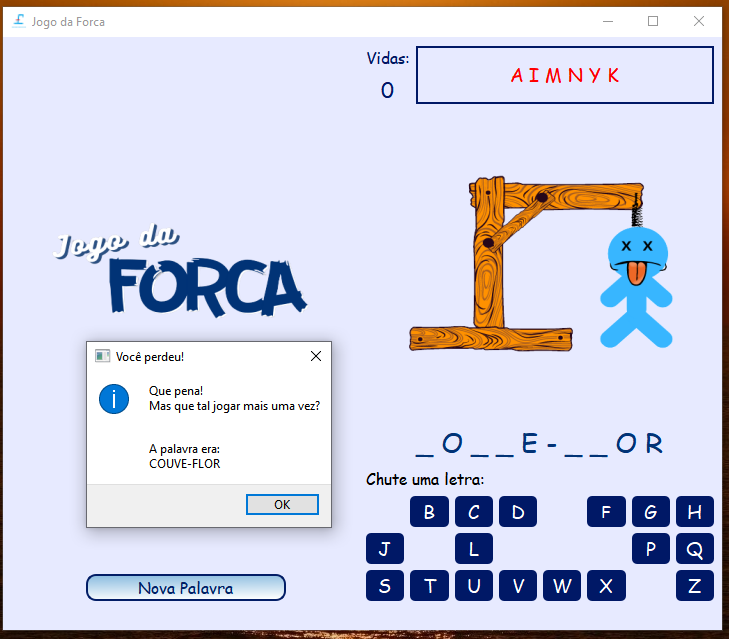 Jogo da Forca
Vidas:
0
A I M N Y K
Jogo da
FORCA
Você perdeu!
Que pena!
Mas que tal jogar mais uma vez?
A palavra era:
COUVE-FLOR
OK
_ O _ _ E - _ _ O R
Chute uma letra:
B C D F G H
J L P Q
S T U V W X Z
Nova Palavra